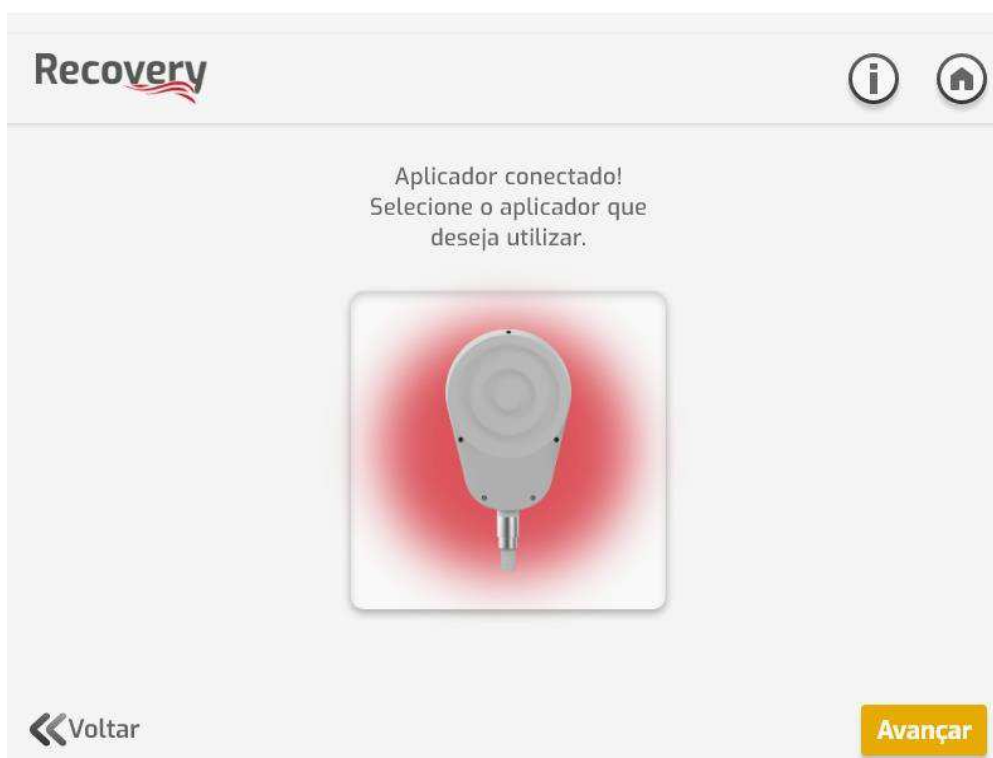 Recovery
Aplicador conectado!
Selecione o aplicador que
deseja utilizar.
Voltar
Avançar